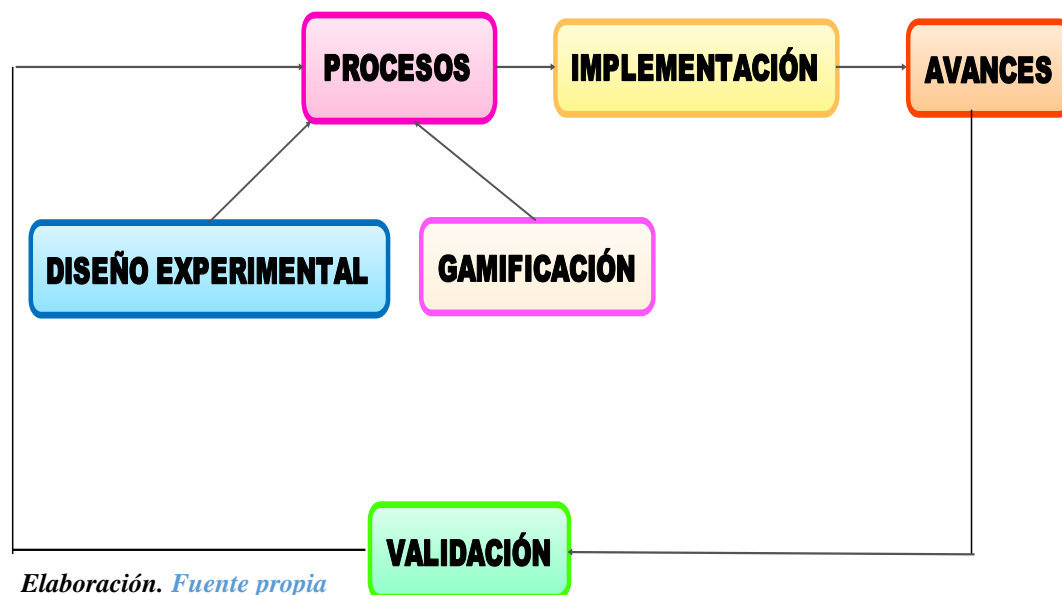 PROCESOS
IMPLEMENTACIÓN
AVANCES
DISEÑO EXPERIMENTAL
GAMIFICACIÓN
VALIDACIÓN
Elaboración. Fuente propia